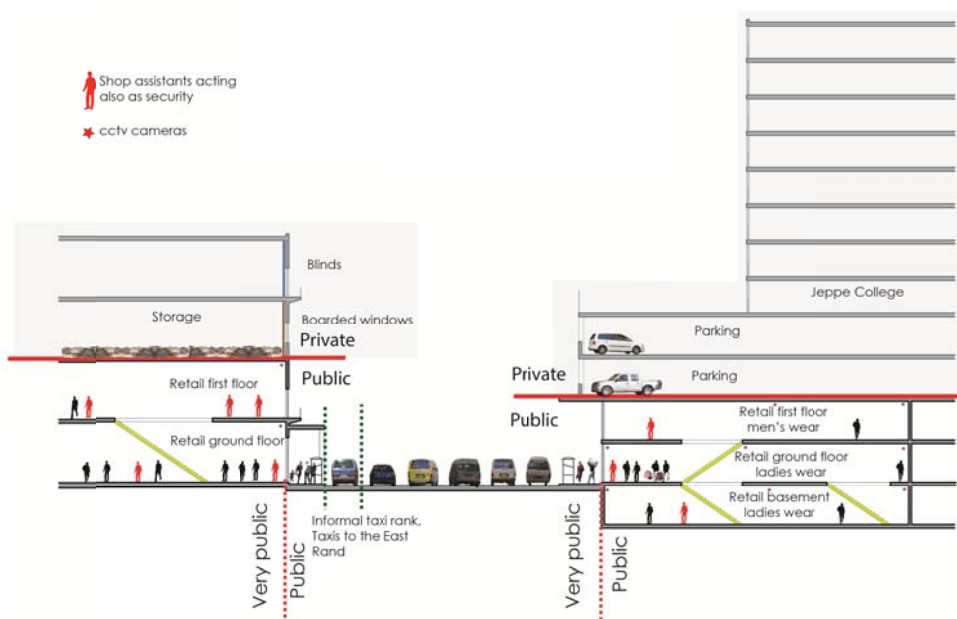 Shop assistants acting
also as security
cctv cameras
Blinds
Storage
Boarded windows
Private
Public
Retail first floor
Retail ground floor
Jeppe College
Parking
Parking
Private
Public
Retail first floor
men's wear
Retail ground floor
ladies wear
Retail basement
ladies wear
Informal taxi rank,
Taxis to the East
Rand
Very public
Public
Very public
Public